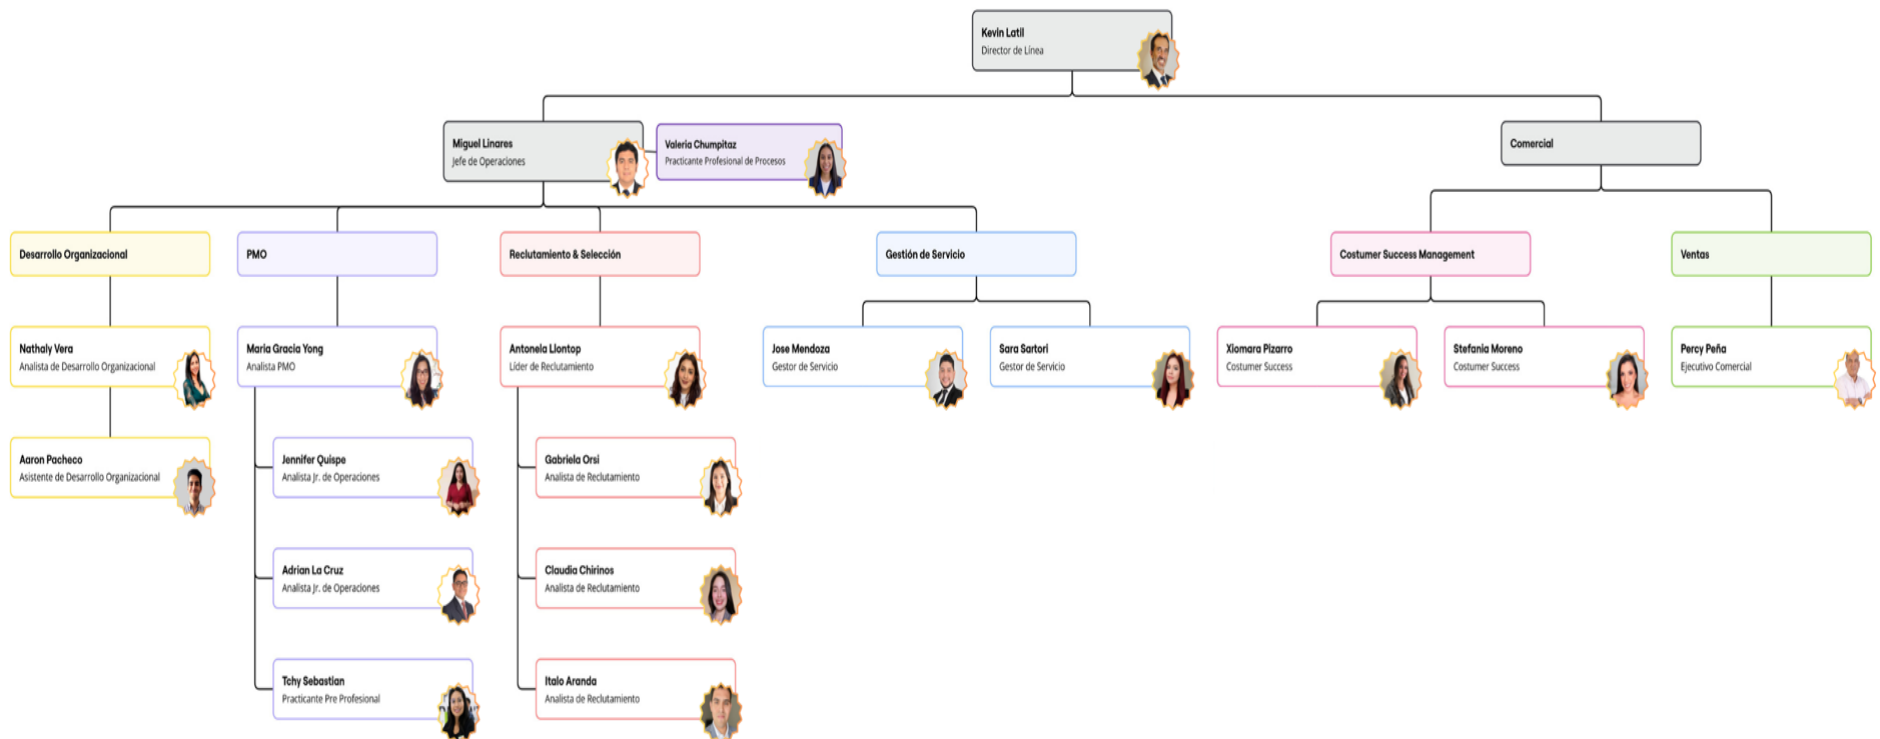 Kevin Latil
Director de Línea
Miguel Linares
Jefe de Operaciones
Valeria Chumpitaz
Practicante Profesional de Procesos
Comercial
Desarrollo Organizacional
PMO
Reclutamiento & Selección
Gestión de Servicio
Costumer Success Management
Ventas
Nathaly Vera
Analista de Desarrollo Organizacional
Maria Gracia Yong
Analista PMO
Antonela Llontop
Líder de Reclutamiento
Jose Mendoza
Gestor de Servicio
Sara Sartori
Gestor de Servicio
Xiomara Pizarro
Costumer Success
Stefania Moreno
Costumer Success
Percy Peña
Ejecutivo Comercial
Aaron Pacheco
Asistente de Desarrollo Organizacional
Jennifer Quispe
Analista Jr. de Operaciones
Gabriela Orsi
Analista de Reclutamiento
Adrian La Cruz
Analista Jr. de Operaciones
Claudia Chirinos
Analista de Reclutamiento
Tchy Sebastian
Practicante Pre Profesional
Italo Aranda
Analista de Reclutamiento